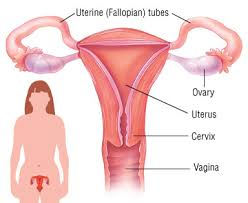 Uterine (Fallopian) tubes
Ovary
Uterus
Cervix
Vagina